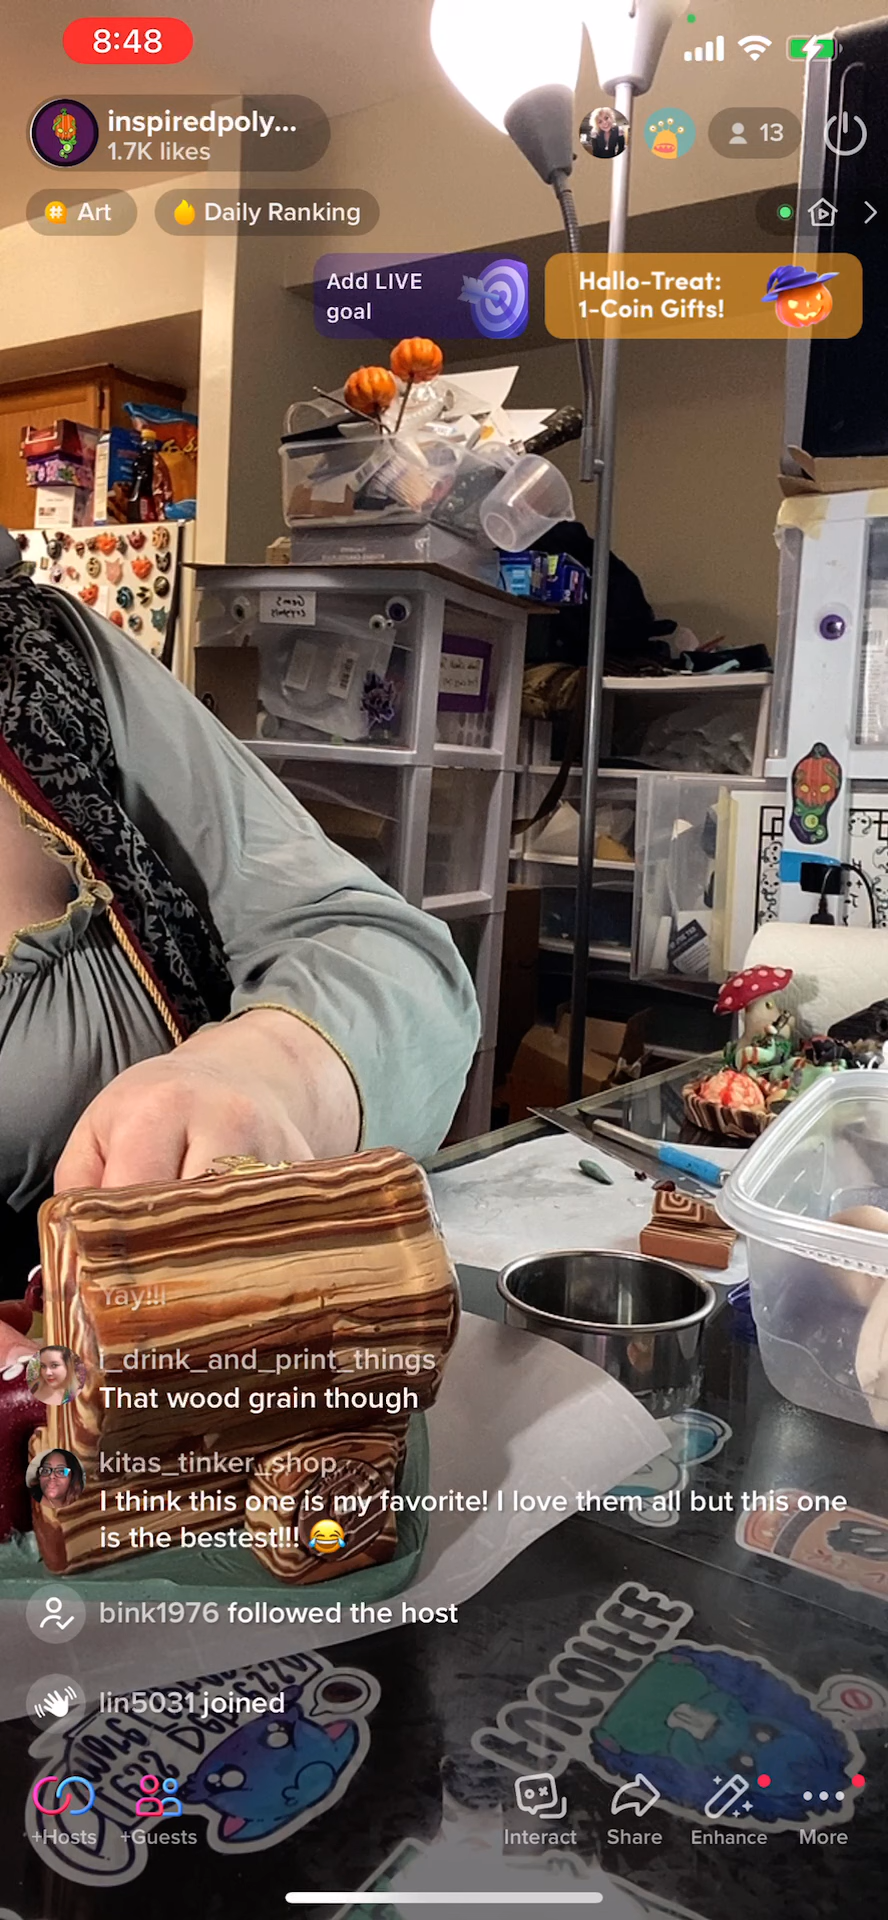 8:48
inspiredpoly...
1.7K likes
13
Art
Daily Ranking
Add LIVE
goal
Hallo-Treat:
1-Coin Gifts!
Yay!!!
i_drink_and_print_things
That wood grain though
kitas_tinker_shop
I think this one is my favorite! I love them all but this one
is the bestest!!! 😂
bink1976 followed the host
lin5031 joined
+Hosts
+Guests
Interact
Share
Enhance
More